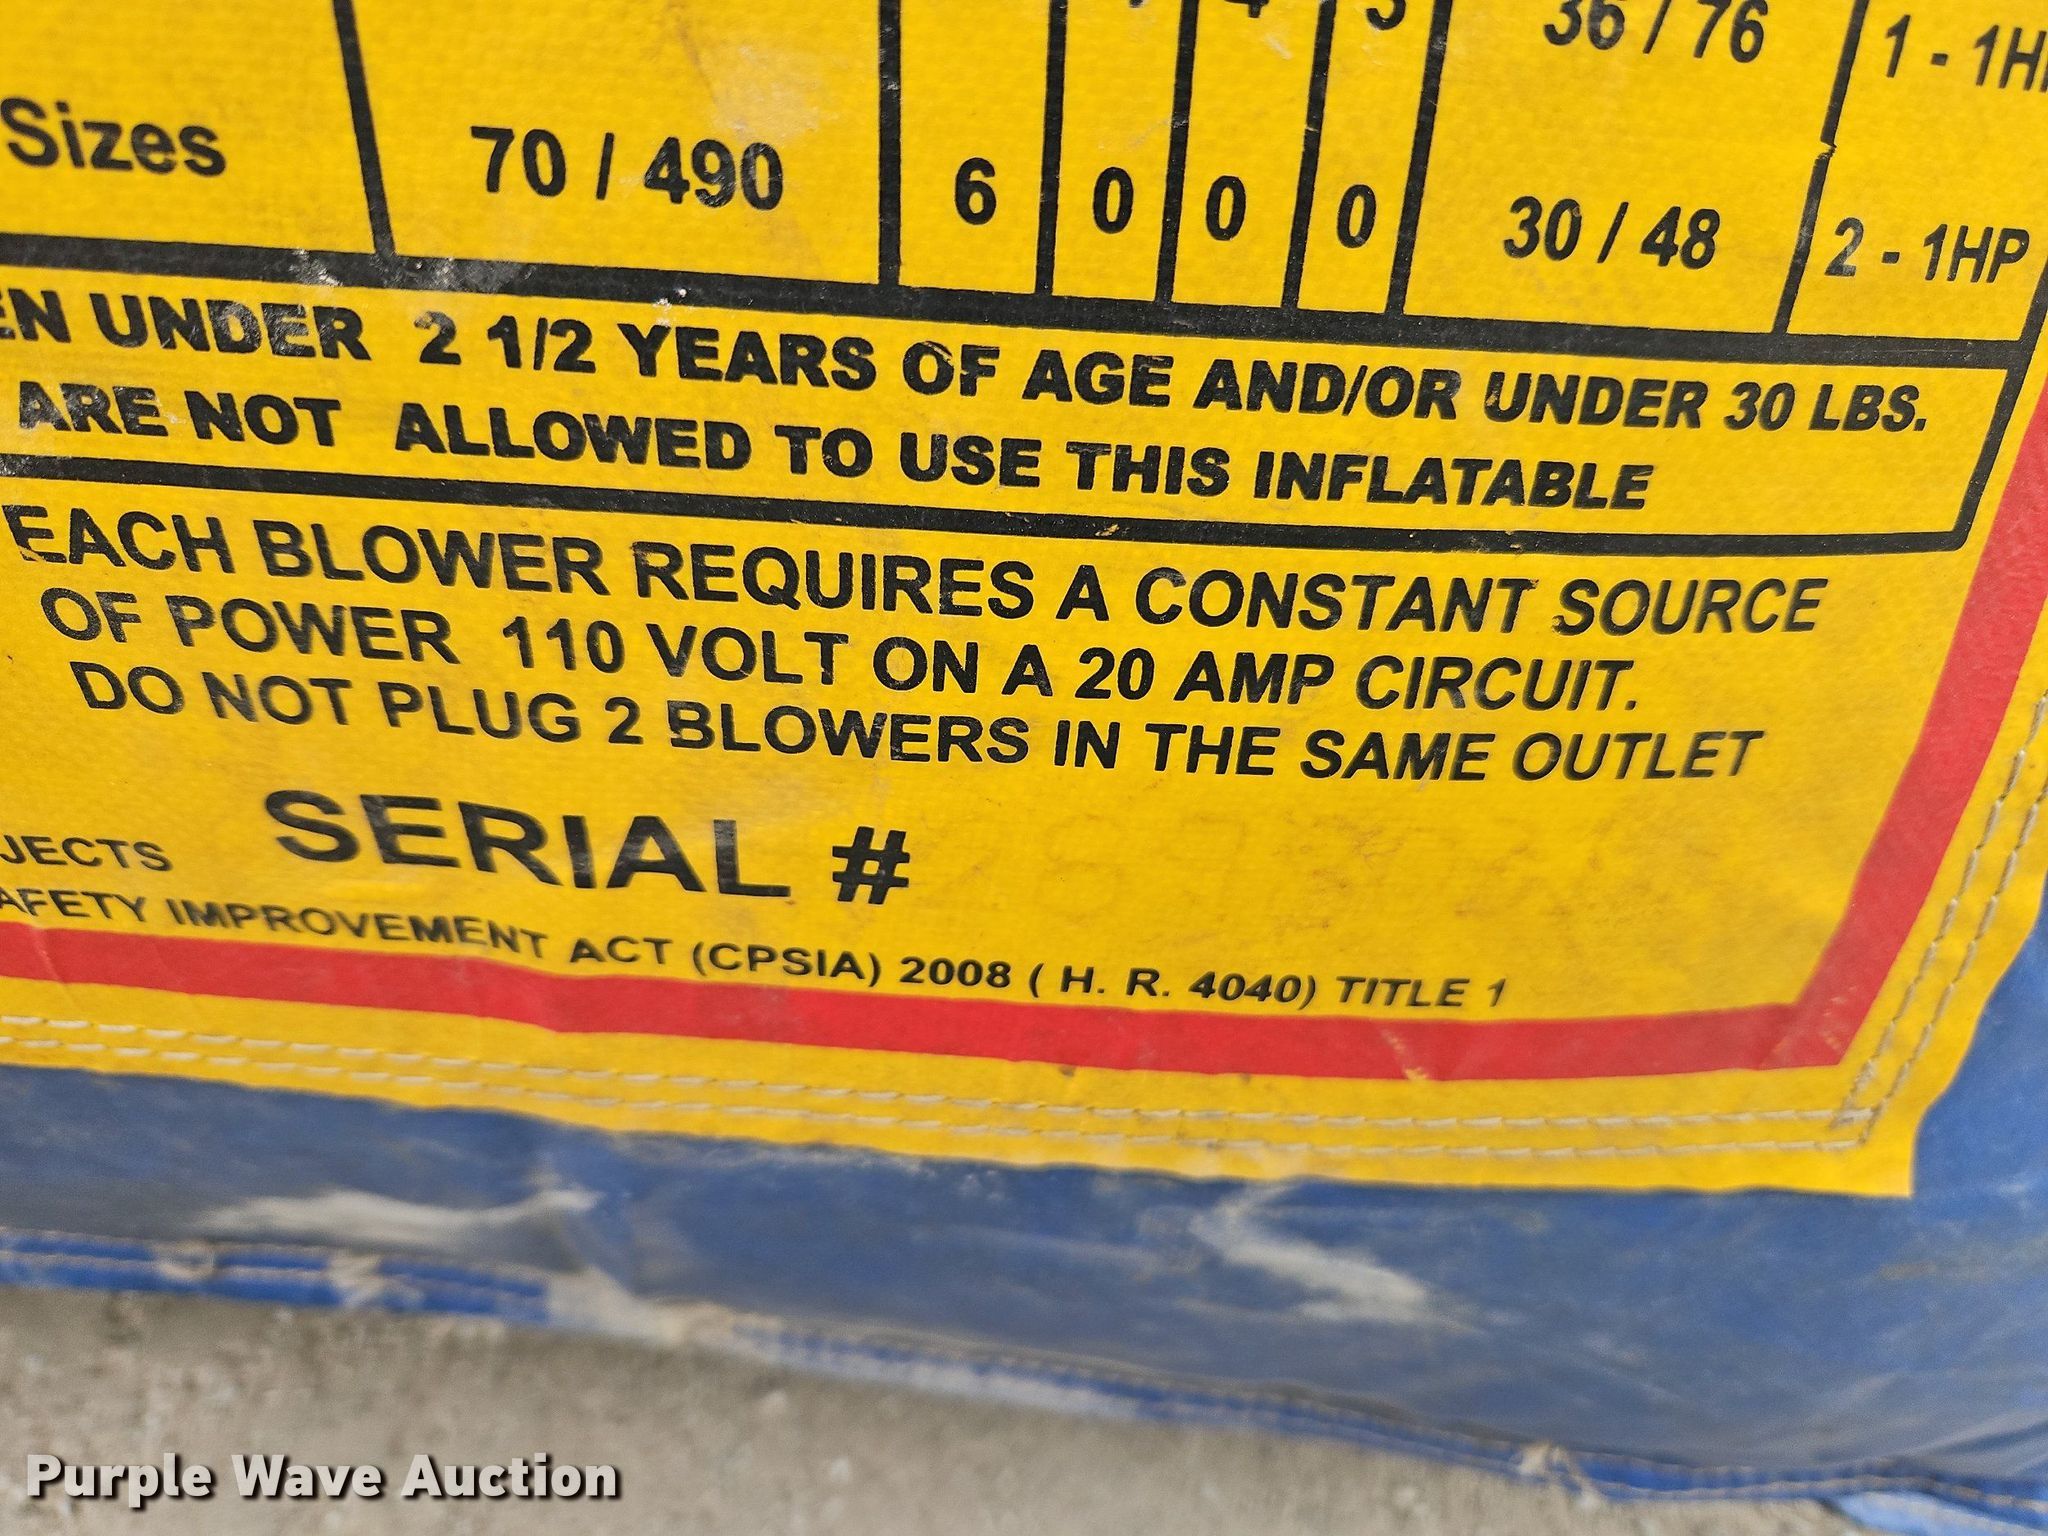 36 / 76 1 - 1HP
Sizes 70 / 490 6 0 0 0 30 / 48 2 - 1HP
EN UNDER 2 1/2 YEARS OF AGE AND/OR UNDER 30 LBS.
ARE NOT ALLOWED TO USE THIS INFLATABLE
EACH BLOWER REQUIRES A CONSTANT SOURCE
OF POWER 110 VOLT ON A 20 AMP CIRCUIT.
DO NOT PLUG 2 BLOWERS IN THE SAME OUTLET
JECTS SERIAL #
AFETY IMPROVEMENT ACT (CPSIA) 2008 ( H. R. 4040) TITLE 1
Purple Wave Auction